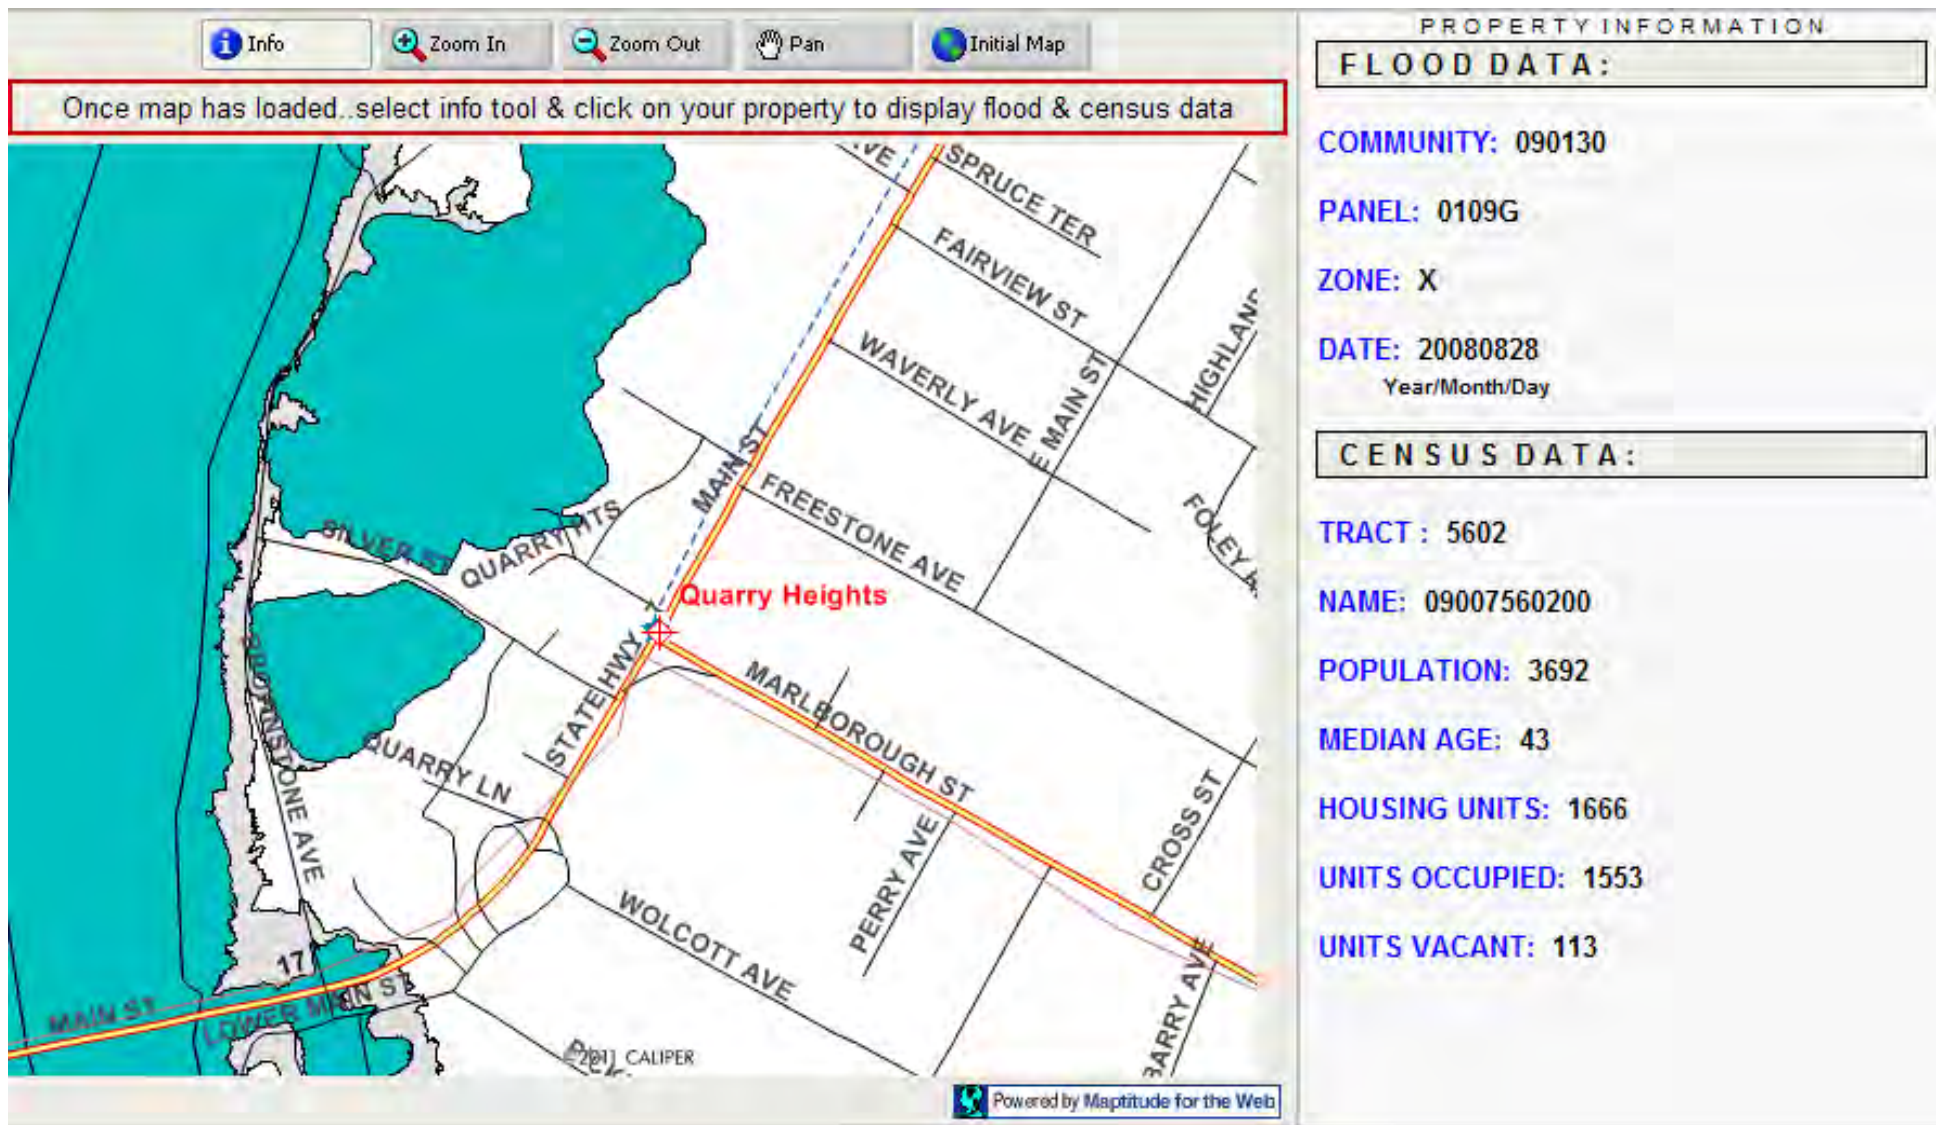 Info
Zoom In
Zoom Out
Pan
Initial Map
Once map has loaded..select info tool & click on your property to display flood & census data
VE
SPRUCE TER
FAIRVIEW ST
HIGHLAND
WAVERLY AVE
E MAIN ST
MAIN ST
FREESTONE AVE
FOLEY
SILVER ST
QUARRY HTS
Quarry Heights
STATE HWY
BROWNSTONE AVE
MARLBOROUGH ST
QUARRY LN
CROSS ST
PERRY AVE
WOLCOTT AVE
17
MAIN ST
LOWER MAIN ST
BARRY AVE
2011 CALIPER
Powered by Maptitude for the Web
PROPERTY INFORMATION
FLOOD DATA:
COMMUNITY: 090130
PANEL: 0109G
ZONE: X
DATE: 20080828
Year/Month/Day
CENSUS DATA:
TRACT : 5602
NAME: 09007560200
POPULATION: 3692
MEDIAN AGE: 43
HOUSING UNITS: 1666
UNITS OCCUPIED: 1553
UNITS VACANT: 113